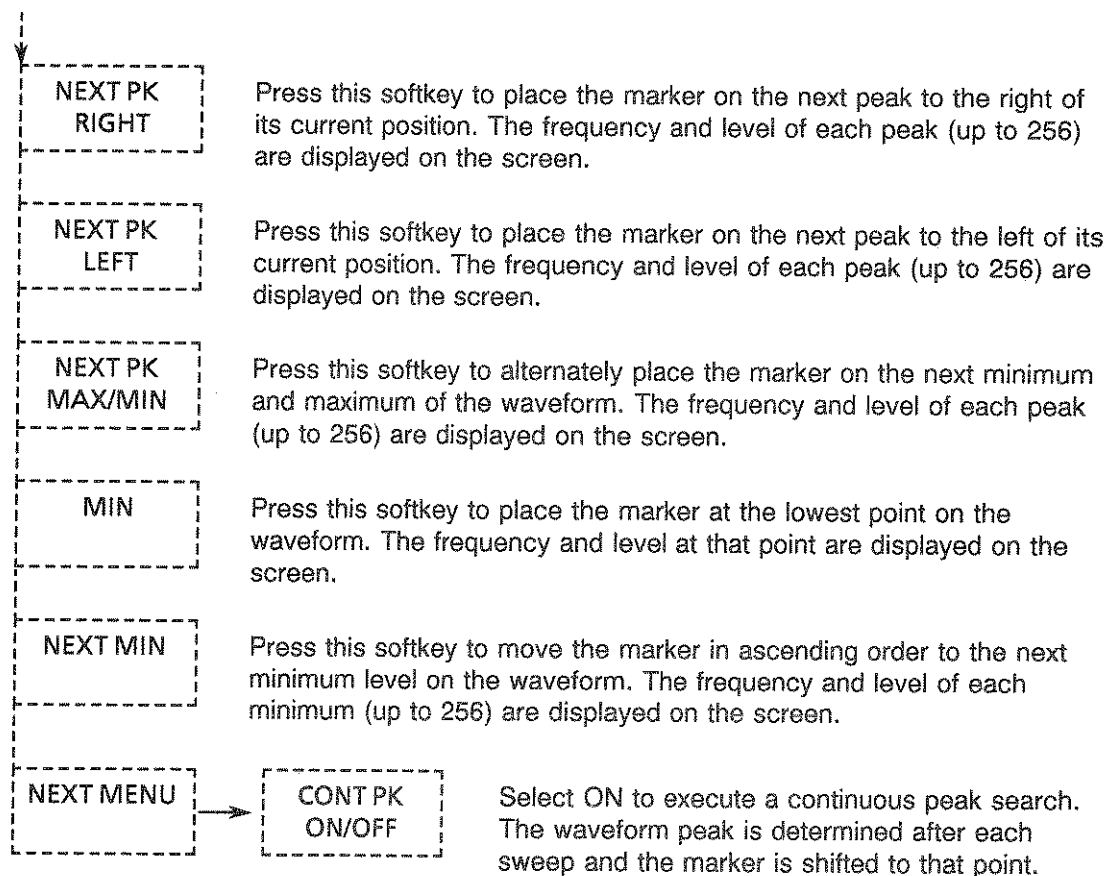 NEXT PK
RIGHT
Press this softkey to place the marker on the next peak to the right of
its current position. The frequency and level of each peak (up to 256)
are displayed on the screen.
NEXT PK
LEFT
Press this softkey to place the marker on the next peak to the left of its
current position. The frequency and level of each peak (up to 256) are
displayed on the screen.
NEXT PK
MAX/MIN
Press this softkey to alternately place the marker on the next minimum
and maximum of the waveform. The frequency and level of each peak
(up to 256) are displayed on the screen.
MIN
Press this softkey to place the marker at the lowest point on the
waveform. The frequency and level at that point are displayed on the
screen.
NEXT MIN
Press this softkey to move the marker in ascending order to the next
minimum level on the waveform. The frequency and level of each
minimum (up to 256) are displayed on the screen.
NEXT MENU
CONT PK
ON/OFF
Select ON to execute a continuous peak search.
The waveform peak is determined after each
sweep and the marker is shifted to that point.